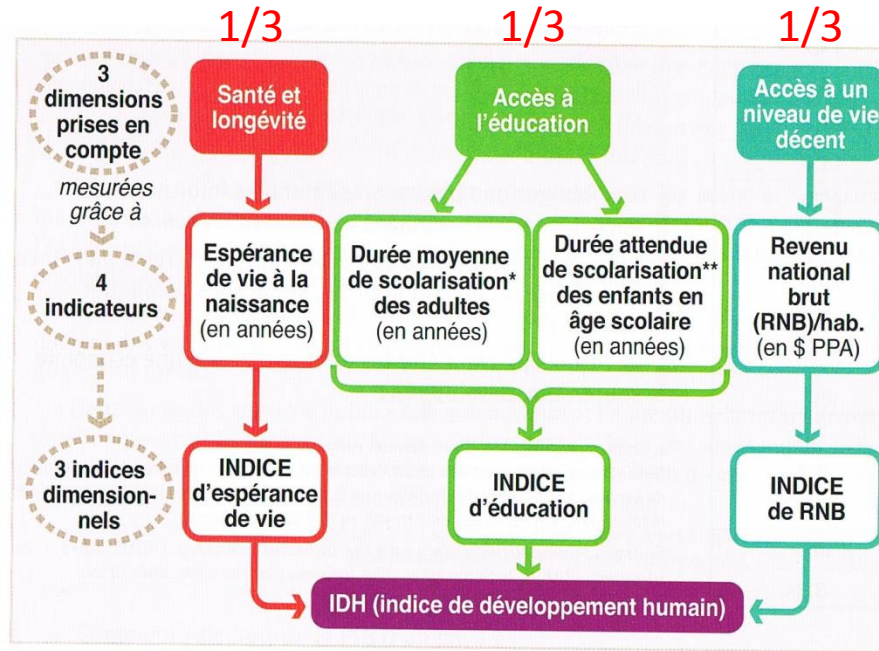 1/3
1/3
1/3
3
dimensions
prises en
compte
mesurées
grâce à
4
indicateurs
3 indices
dimension-
nels
Santé et
longévité
Espérance
de vie à la
naissance
(en années)
INDICE
d'espérance
de vie
Accès à
l'éducation
Durée moyenne
de scolarisation*
des adultes
(en années)
Durée attendue
de scolarisation**
des enfants en
âge scolaire
(en années)
INDICE
d'éducation
Accès à un
niveau de vie
décent
Revenu
national
brut
(RNB)/hab.
(en $ PPA)
INDICE
de RNB
IDH (indice de développement humain)